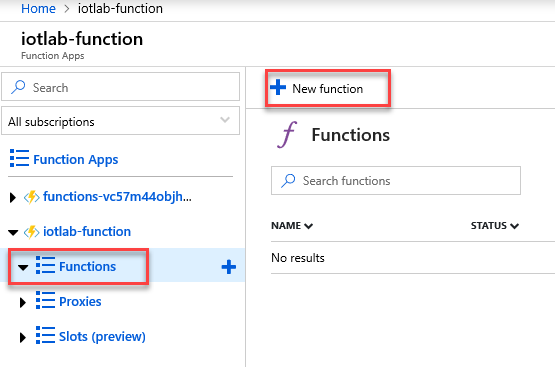 Home > iotlab-function
iotlab-function
Function Apps
Search
All subscriptions
Function Apps
functions-vc57m44objh...
iotlab-function
Functions
Proxies
Slots (preview)
New function
Functions
Search functions
NAME STATUS
No results